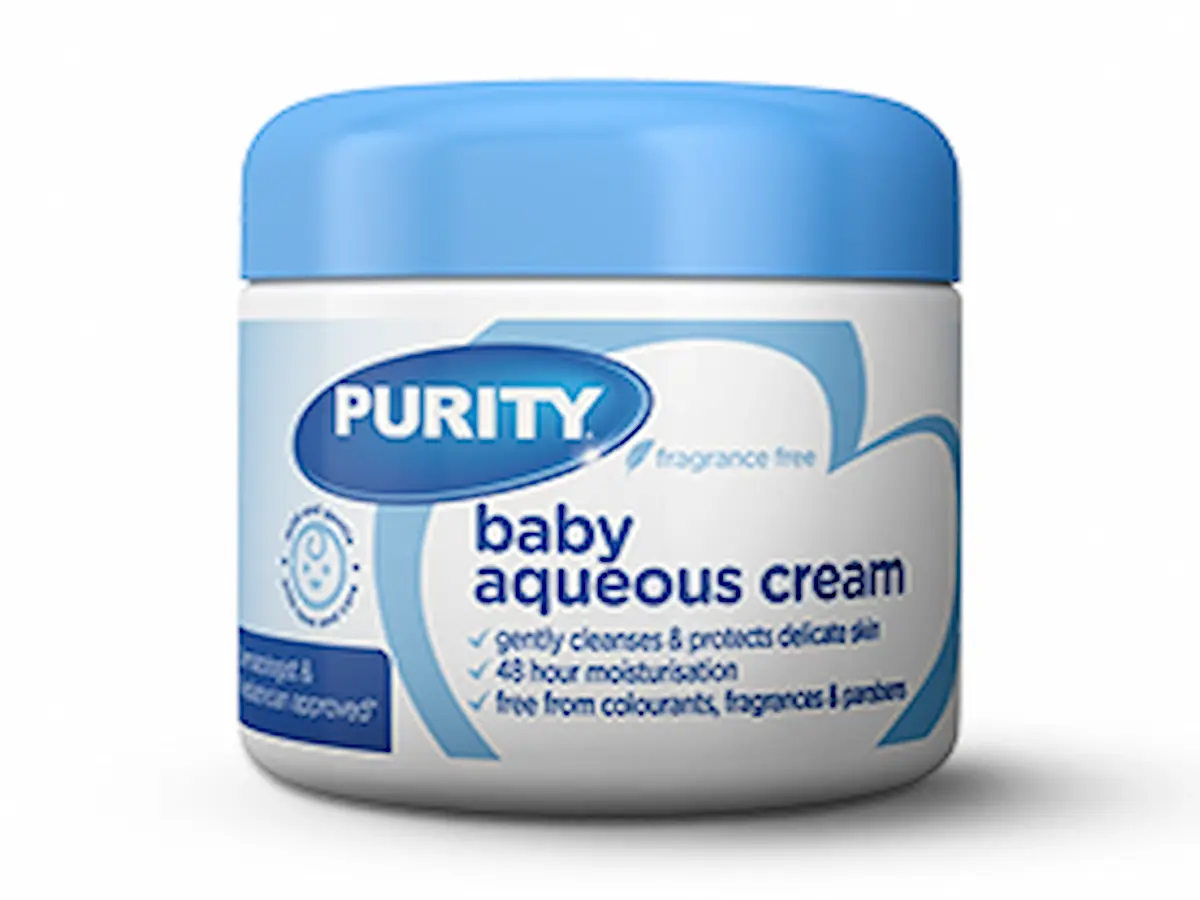 PURITY
fragrance free
baby
aqueous cream
gently cleanses & protects delicate skin
48 hour moisturisation
free from colourants, fragrances & parabens
& 
approved*